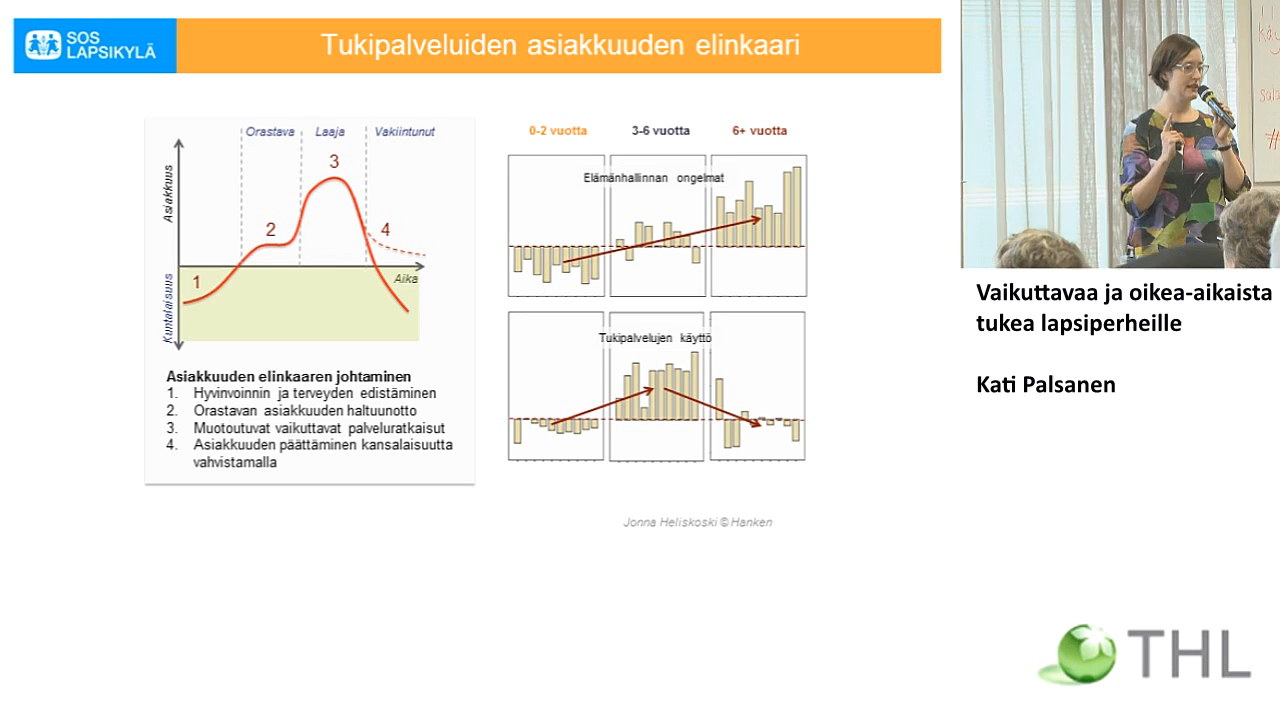 SOS
LAPSIKYLÄ
Tukipalveluiden asiakkuuden elinkaari
Orastava
Laaja
Vakiintunut
Asiakkuus
Kuntalaisuus
1
2
3
4
Aika
Asiakkuuden elinkaaren johtaminen
1. Hyvinvoinnin ja terveyden edistäminen
2. Orastavan asiakkuuden haltuunotto
3. Muotoutuvat vaikuttavat palveluratkaisut
4. Asiakkuuden päättäminen kansalaisuutta
vahvistamalla
0-2 vuotta
3-6 vuotta
6+ vuotta
Elämänhallinnan ongelmat
Tukipalvelujen käyttö
Jonna Heliskoski © Hanken
Vaikuttavaa ja oikea-aikaista
tukea lapsiperheille
Kati Palsanen
THL